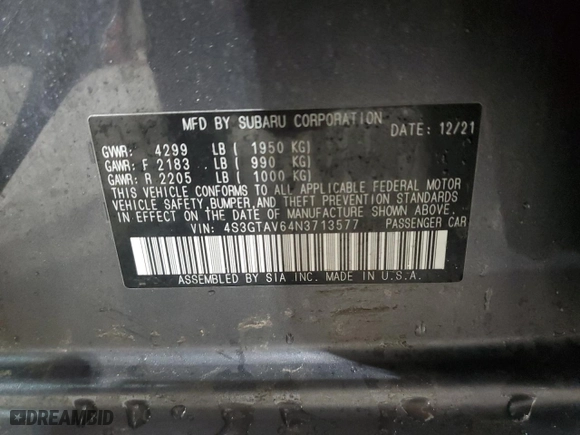 MFD BY SUBARU CORPORATION
DATE: 12/21
GVWR: 4299 LB ( 1950 KG)
GAWR: F 2183 LB ( 990 KG)
GAWR: R 2205 LB ( 1000 KG)
THIS VEHICLE CONFORMS TO ALL APPLICABLE FEDERAL MOTOR
VEHICLE SAFETY, BUMPER, AND THEFT PREVENTION STANDARDS
IN EFFECT ON THE DATE OF MANUFACTURE SHOWN ABOVE.
VIN: 4S3GTAV64N3713577 PASSENGER CAR
ASSEMBLED BY SIA INC. MADE IN U.S.A.
DREAMBID